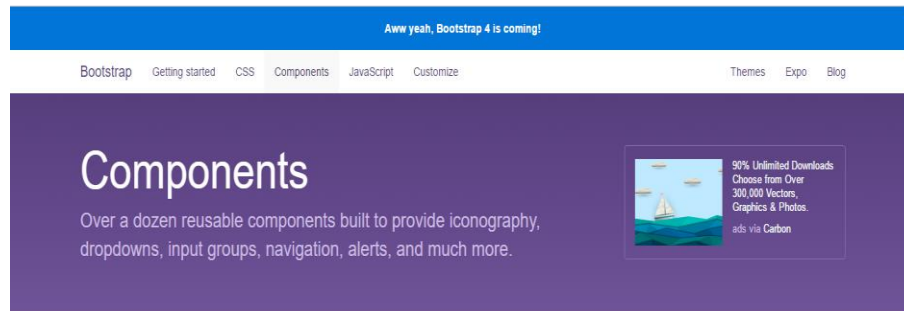 Aww yeah, Bootstrap 4 is coming!
Bootstrap Getting started CSS Components JavaScript Customize Themes Expo Blog
Components
Over a dozen reusable components built to provide iconography,
dropdowns, input groups, navigation, alerts, and much more.
90% Unlimited Downloads
Choose from Over
300,000 Vectors,
Graphics & Photos.
ads via Carbon